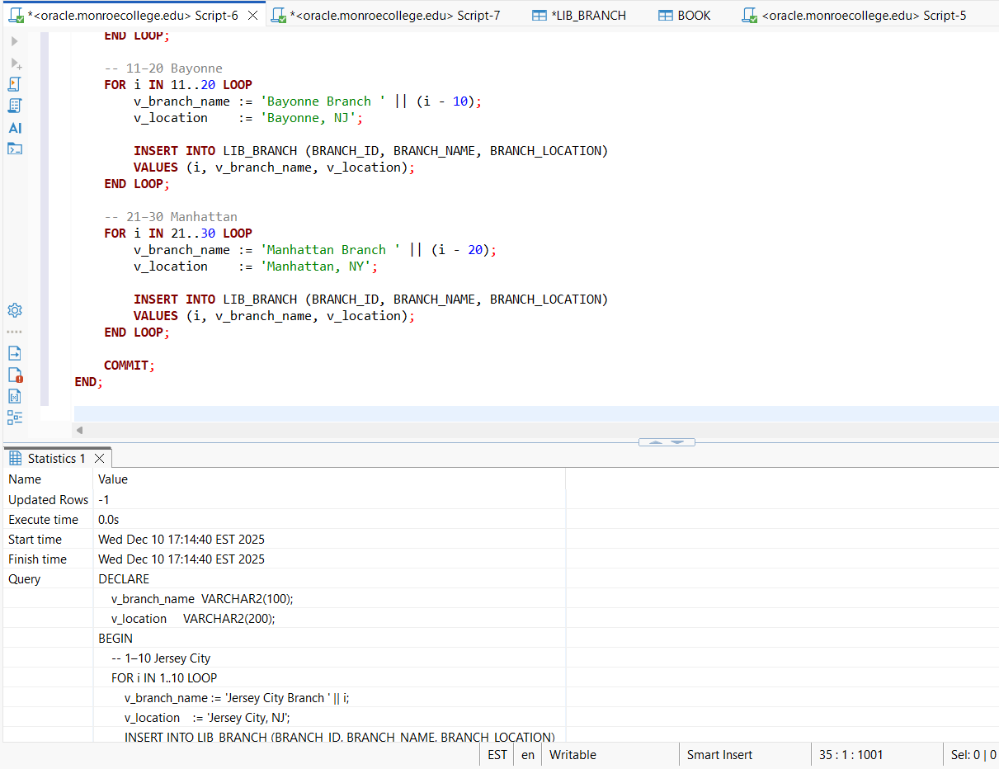 *<oracle.monroecollege.edu> Script-6 *<oracle.monroecollege.edu> Script-7 *LIB_BRANCH BOOK <oracle.monroecollege.edu> Script-5
END LOOP;
-- 11–20 Bayonne
FOR i IN 11..20 LOOP
v_branch_name := 'Bayonne Branch ' || (i - 10);
v_location := 'Bayonne, NJ';
INSERT INTO LIB_BRANCH (BRANCH_ID, BRANCH_NAME, BRANCH_LOCATION)
VALUES (i, v_branch_name, v_location);
END LOOP;
-- 21–30 Manhattan
FOR i IN 21..30 LOOP
v_branch_name := 'Manhattan Branch ' || (i - 20);
v_location := 'Manhattan, NY';
INSERT INTO LIB_BRANCH (BRANCH_ID, BRANCH_NAME, BRANCH_LOCATION)
VALUES (i, v_branch_name, v_location);
END LOOP;
COMMIT;
END;
AI
Statistics 1
Name Value
Updated Rows -1
Execute time 0.0s
Start time Wed Dec 10 17:14:40 EST 2025
Finish time Wed Dec 10 17:14:40 EST 2025
Query DECLARE
v_branch_name VARCHAR2(100);
v_location VARCHAR2(200);
BEGIN
-- 1–10 Jersey City
FOR i IN 1..10 LOOP
v_branch_name := 'Jersey City Branch ' || i;
v_location := 'Jersey City, NJ';
INSERT INTO LIB_BRANCH (BRANCH_ID, BRANCH_NAME, BRANCH_LOCATION)
EST en Writable Smart Insert 35 : 1 : 1001 Sel: 0 | 0